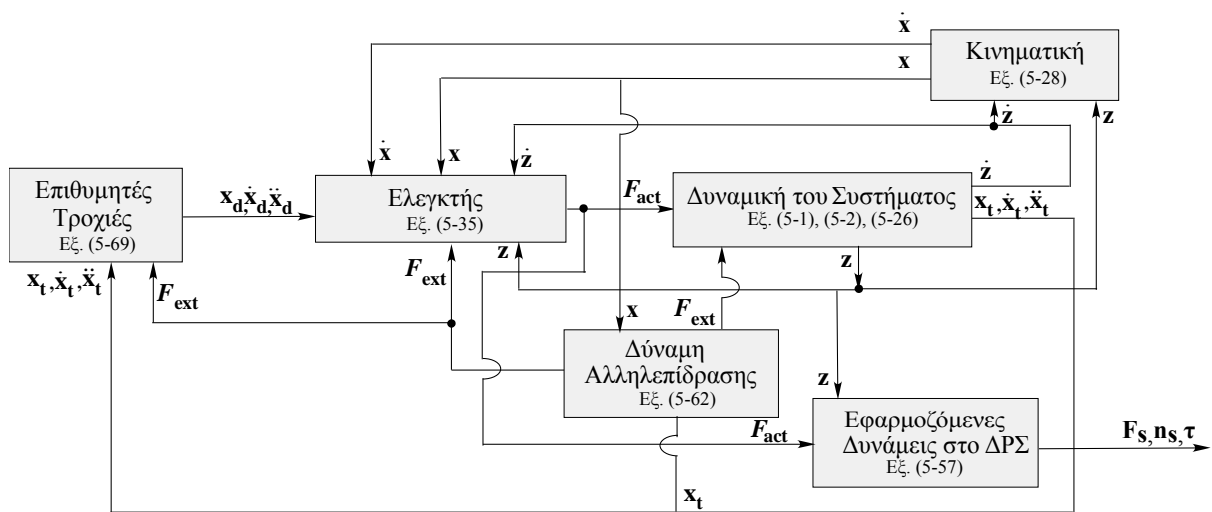 ẋ
x
Κινηματική
Εξ. (5-28)
ż
z
ẋ
x
ż
Επιθυμητές
Τροχιές
Εξ. (5-69)
x_d,ẋ_d,ẍ_d
Ελεγκτής
Εξ. (5-35)
F_act
Δυναμική του Συστήματος
Εξ. (5-1), (5-2), (5-26)
ż
x_t,ẋ_t,ẍ_t
z
z
x_t,ẋ_t,ẍ_t
F_ext
F_ext
x
F_ext
Δύναμη
Αλληλεπίδρασης
Εξ. (5-62)
z
F_act
Εφαρμοζόμενες
Δυνάμεις στο ΔΡΣ
Εξ. (5-57)
F_s,n_s,τ
x_t